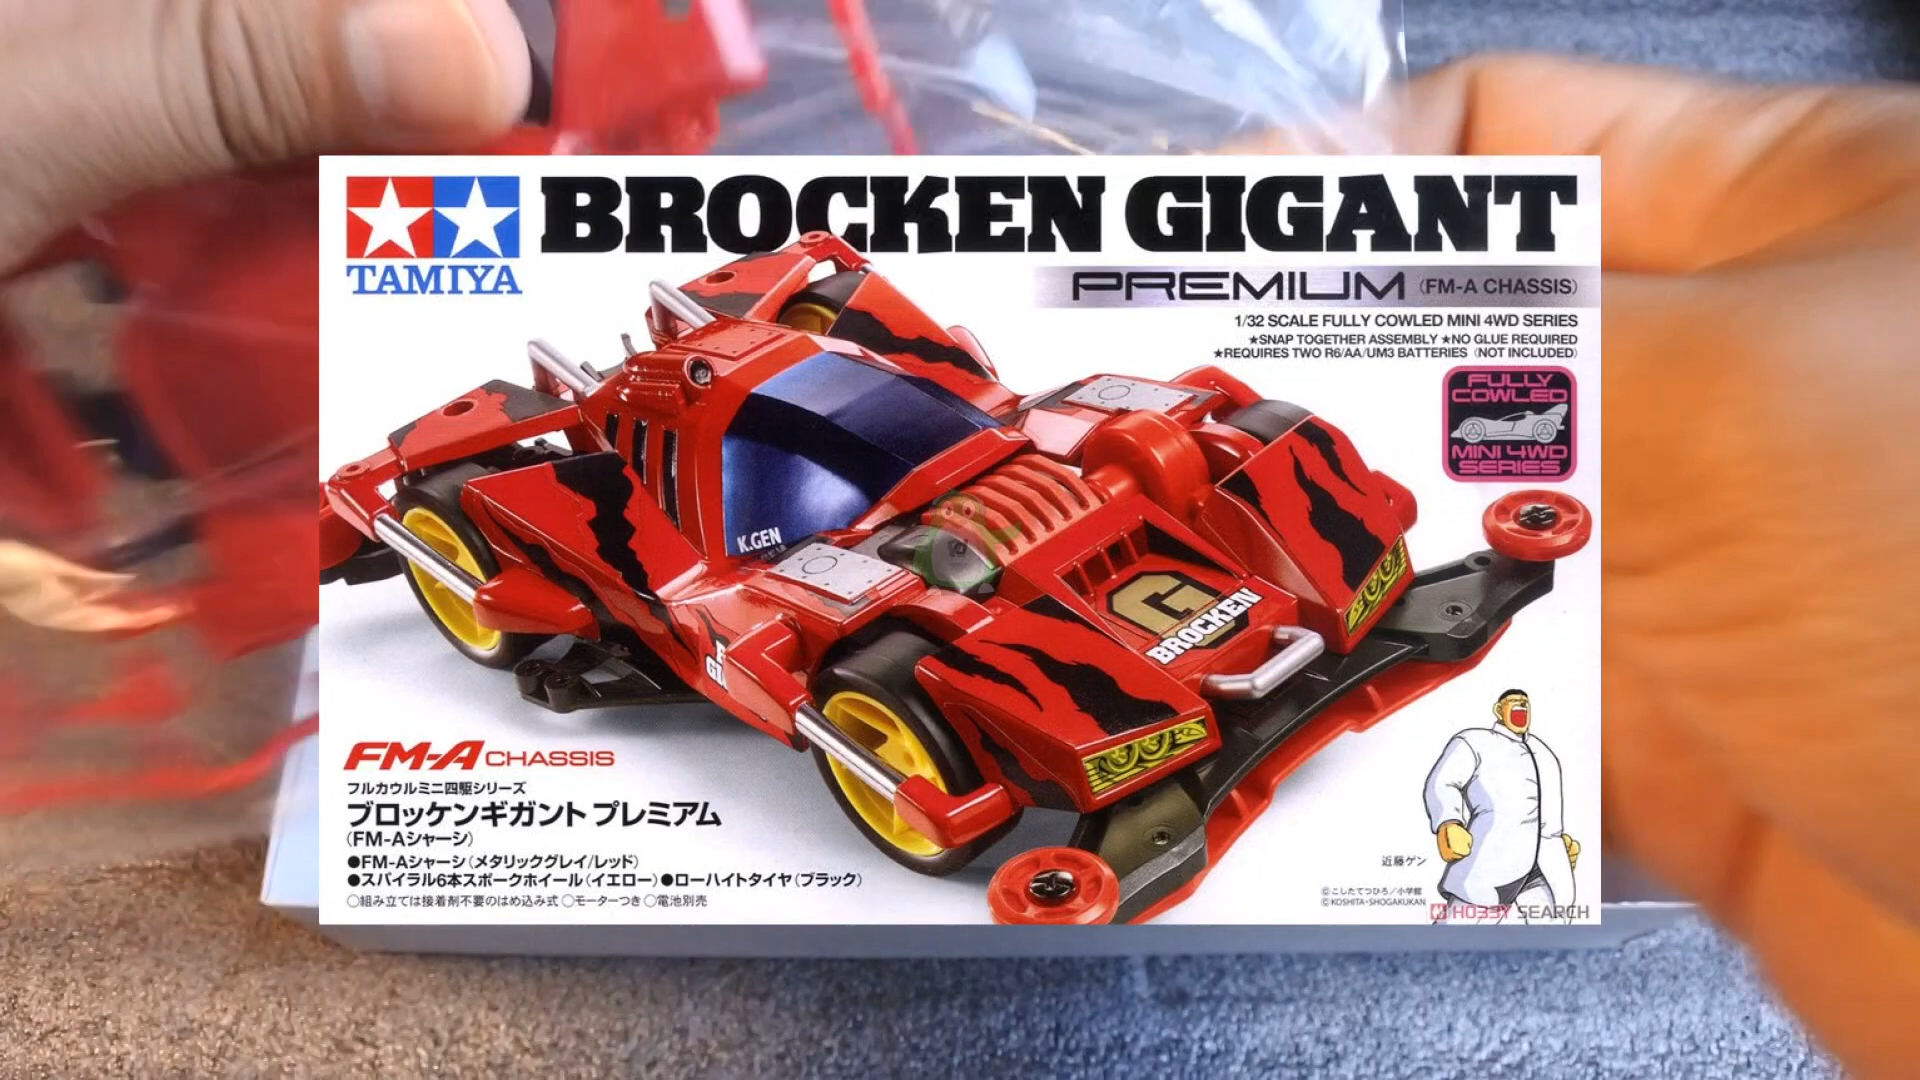 BROCKEN GIGANT
TAMIYA
PREMIUM (FM-A CHASSIS)
1/32 SCALE FULLY COWLED MINI 4WD SERIES
★SNAP TOGETHER ASSEMBLY ★NO GLUE REQUIRED
★REQUIRES TWO R6/AA/UM3 BATTERIES (NOT INCLUDED)
FULLY
COWLED
MINI 4WD
SERIES
K.GEN
G
BROCKEN
FM-A CHASSIS
フルカウルミニ四駆シリーズ
ブロッケンギガント プレミアム
(FM-Aシャーシ)
●FM-Aシャーシ(メタリックグレイ/レッド)
●スパイラル6本スポークホイール(イエロー)●ローハイトタイヤ(ブラック)
○組み立ては接着剤不要のはめ込み式 ○モーターつき ○電池別売
近藤ゲン
©こしたてつひろ/小学館
©KOSHITA・SHOGAKUKAN
HOBBY SEARCH